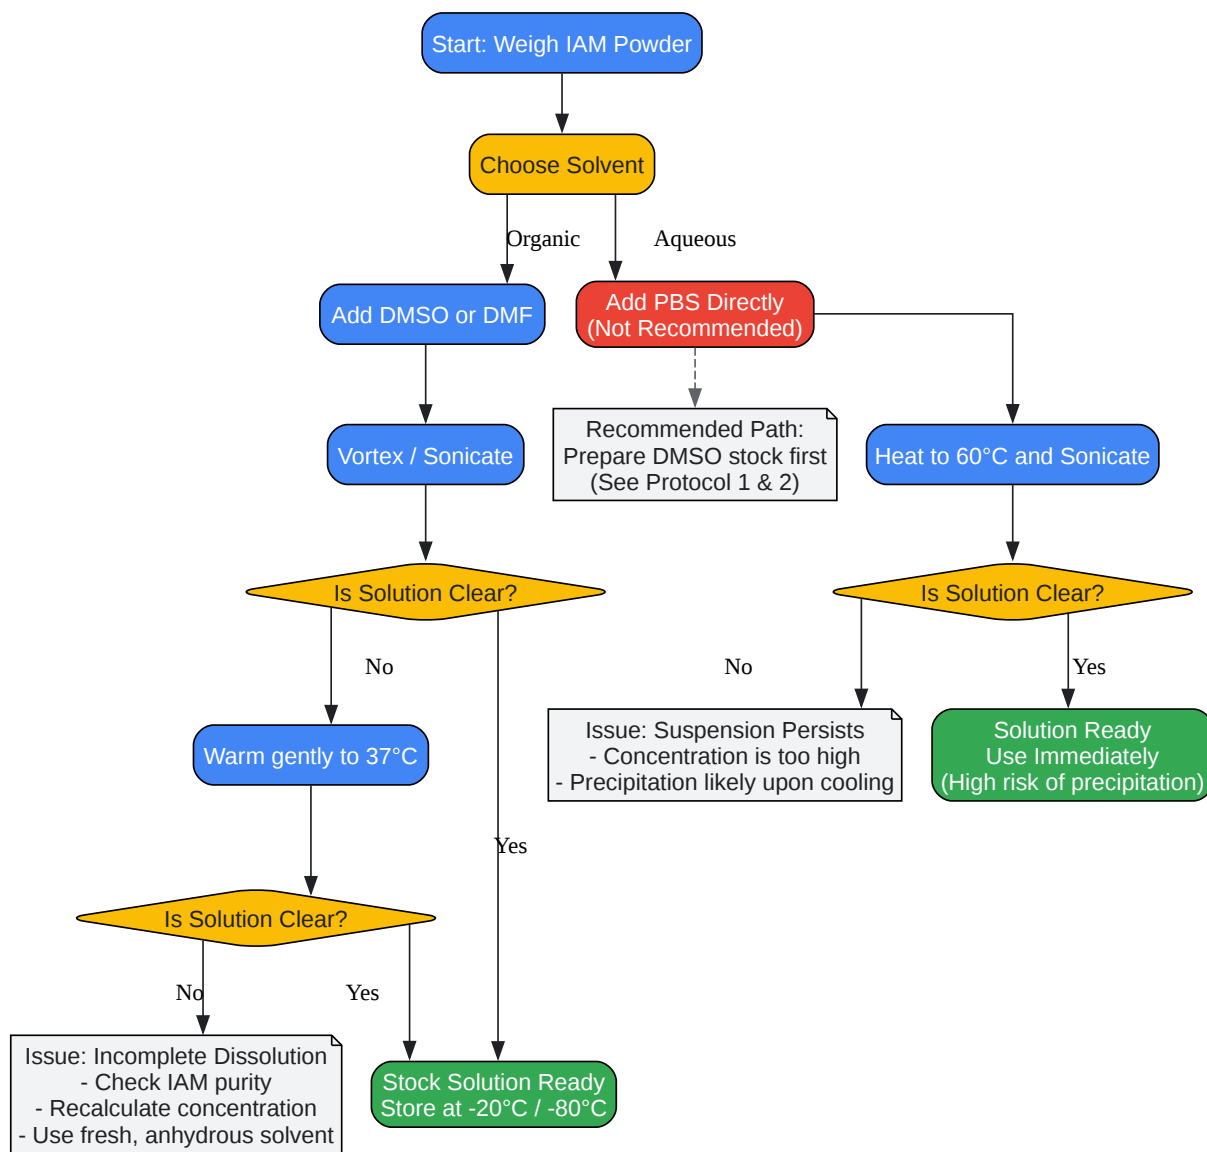 Start: Weigh IAM Powder
Choose Solvent
Organic
Aqueous
Add DMSO or DMF
Add PBS Directly
(Not Recommended)
Vortex / Sonicate
Recommended Path:
Prepare DMSO stock first
(See Protocol 1 & 2)
Heat to 60°C and Sonicate
Is Solution Clear?
Is Solution Clear?
No
No
Yes
Warm gently to 37°C
Issue: Suspension Persists
- Concentration is too high
- Precipitation likely upon cooling
Solution Ready
Use Immediately
(High risk of precipitation)
Yes
Is Solution Clear?
No
Yes
Issue: Incomplete Dissolution
- Check IAM purity
- Recalculate concentration
- Use fresh, anhydrous solvent
Stock Solution Ready
Store at -20°C / -80°C